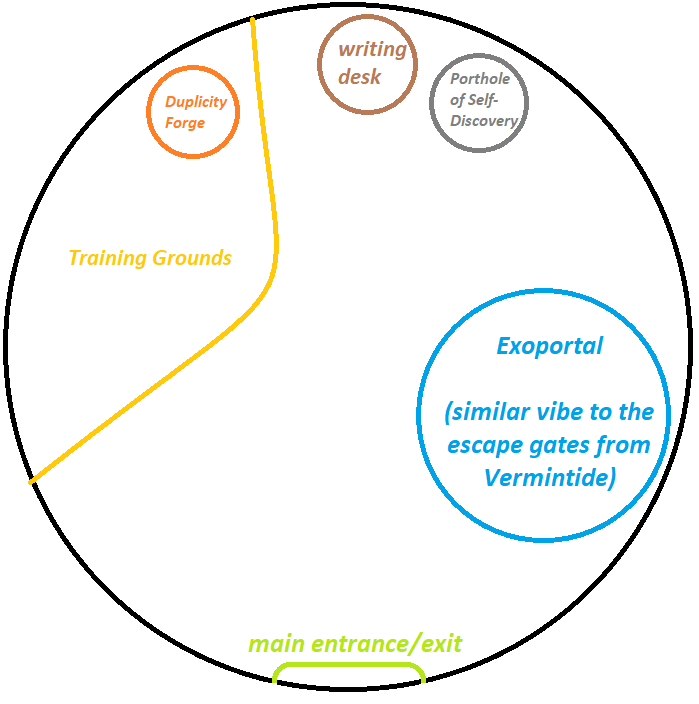 writing
desk
Porthole
of Self-
Discovery
Duplicity
Forge
Training Grounds
Exoportal
(similar vibe to the
escape gates from
Vermintide)
main entrance/exit